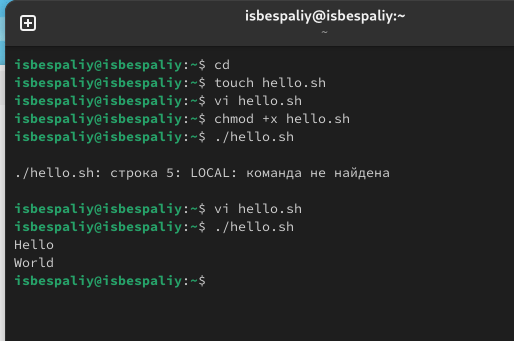 isbespaliy@isbespaliy:~
~
isbespaliy@isbespaliy:~$ cd
isbespaliy@isbespaliy:~$ touch hello.sh
isbespaliy@isbespaliy:~$ vi hello.sh
isbespaliy@isbespaliy:~$ chmod +x hello.sh
isbespaliy@isbespaliy:~$ ./hello.sh
./hello.sh: строка 5: LOCAL: команда не найдена
isbespaliy@isbespaliy:~$ vi hello.sh
isbespaliy@isbespaliy:~$ ./hello.sh
Hello
World
isbespaliy@isbespaliy:~$